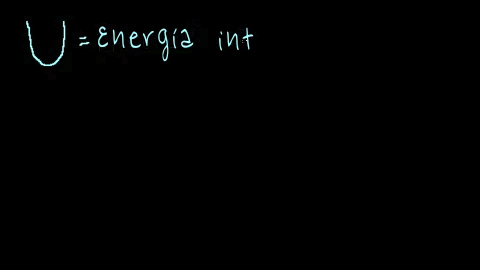 U = Energía int